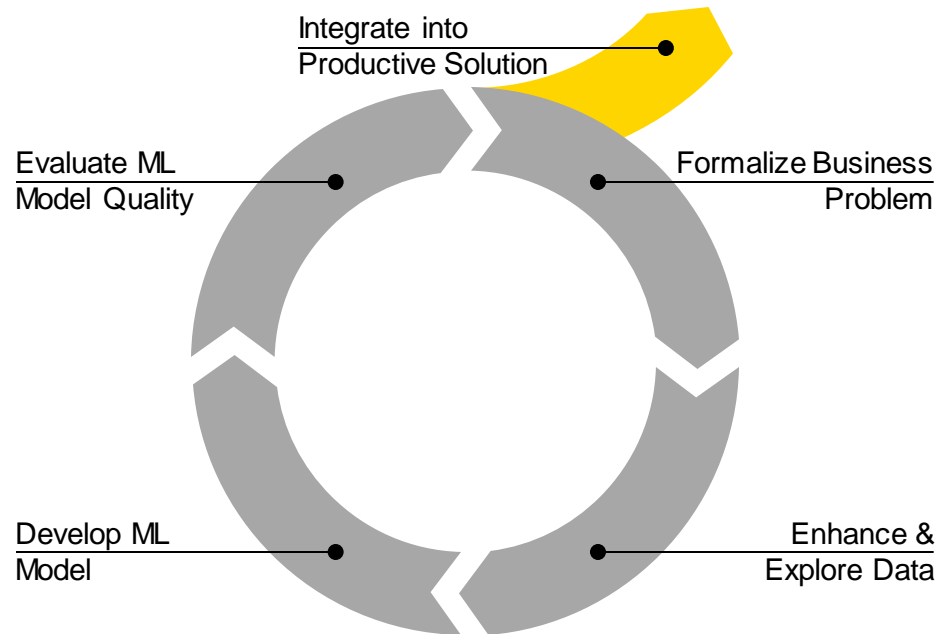 Integrate into
Productive Solution
Evaluate ML
Model Quality
Formalize Business
Problem
Develop ML
Model
Enhance &
Explore Data